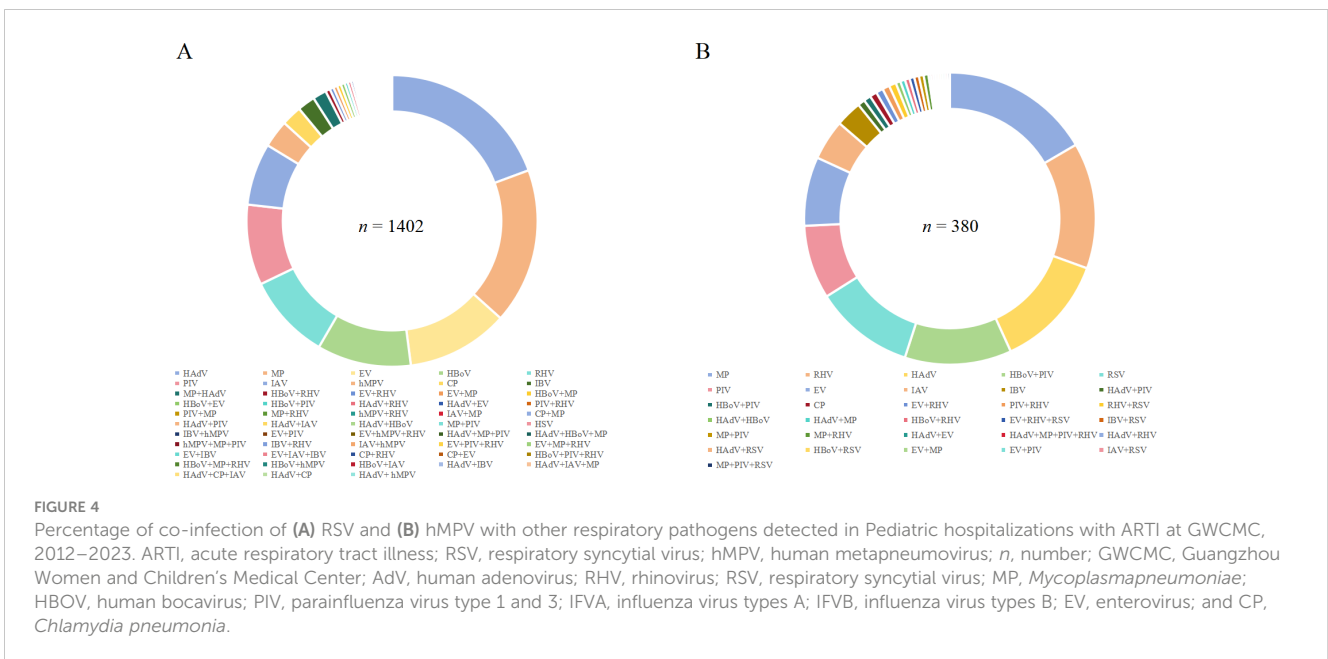 A
B
n = 1402
n = 380
HAdV MP EV HBoV RHV
PIV IAV hMPV CP IBV
MP+HAdV HBoV+RHV EV+RHV EV+MP HBoV+MP
HBoV+EV HBoV+PIV HAdV+RHV HAdV+EV PIV+RHV
PIV+MP MP+RHV hMPV+RHV IAV+MP CP+MP
HAdV+PIV HAdV+IAV HAdV+HBoV MP+PIV HSV
IBV+hMPV EV+PIV EV+hMPV+RHV HAdV+MP+PIV HAdV+HBoV+MP
hMPV+MP+PIV IBV+RHV IAV+hMPV EV+PIV+RHV EV+MP+RHV
EV+IBV EV+IAV+IBV CP+RHV CP+EV HBoV+PIV+RHV
HBoV+MP+RHV HBoV+hMPV HBoV+IAV HAdV+IBV HAdV+IAV+MP
HAdV+CP+IAV HAdV+CP HAdV+hMPV
MP RHV HAdV HBoV+PIV RSV
PIV EV IAV IBV HAdV+PIV
HBoV+PIV CP EV+RHV PIV+RHV RHV+RSV
HAdV+HBoV HAdV+MP HBoV+RHV EV+RHV+RSV IBV+RSV
MP+PIV MP+RHV HAdV+EV HAdV+MP+PIV+RHV HAdV+RHV
HAdV+RSV HBoV+RSV EV+MP EV+PIV IAV+RSV
MP+PIV+RSV
FIGURE 4
Percentage of co-infection of (A) RSV and (B) hMPV with other respiratory pathogens detected in Pediatric hospitalizations with ARTI at GWCMC,
2012–2023. ARTI, acute respiratory tract illness; RSV, respiratory syncytial virus; hMPV, human metapneumovirus; n, number; GWCMC, Guangzhou
Women and Children's Medical Center; AdV, human adenovirus; RHV, rhinovirus; RSV, respiratory syncytial virus; MP, Mycoplasmapneumoniae;
HBOV, human bocavirus; PIV, parainfluenza virus type 1 and 3; IFVA, influenza virus types A; IFVB, influenza virus types B; EV, enterovirus; and CP,
Chlamydia pneumonia.